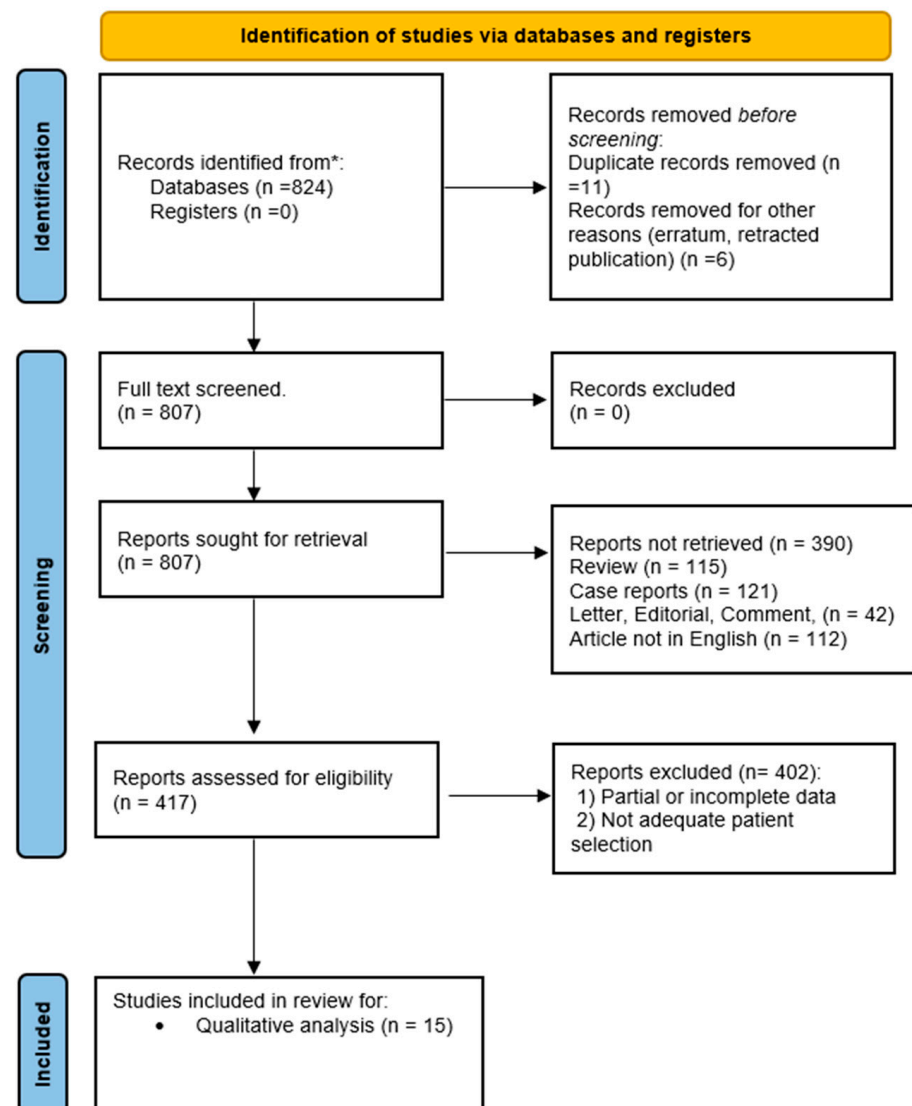 Identification of studies via databases and registers
Identification
Records identified from*:
Databases (n =824)
Registers (n =0)
Records removed before
screening:
Duplicate records removed (n
=11)
Records removed for other
reasons (erratum, retracted
publication) (n =6)
Screening
Full text screened.
(n = 807)
Records excluded
(n = 0)
Reports sought for retrieval
(n = 807)
Reports not retrieved (n = 390)
Review (n = 115)
Case reports (n = 121)
Letter, Editorial, Comment, (n = 42)
Article not in English (n = 112)
Reports assessed for eligibility
(n = 417)
Reports excluded (n= 402):
1) Partial or incomplete data
2) Not adequate patient
selection
Included
Studies included in review for:
• Qualitative analysis (n = 15)